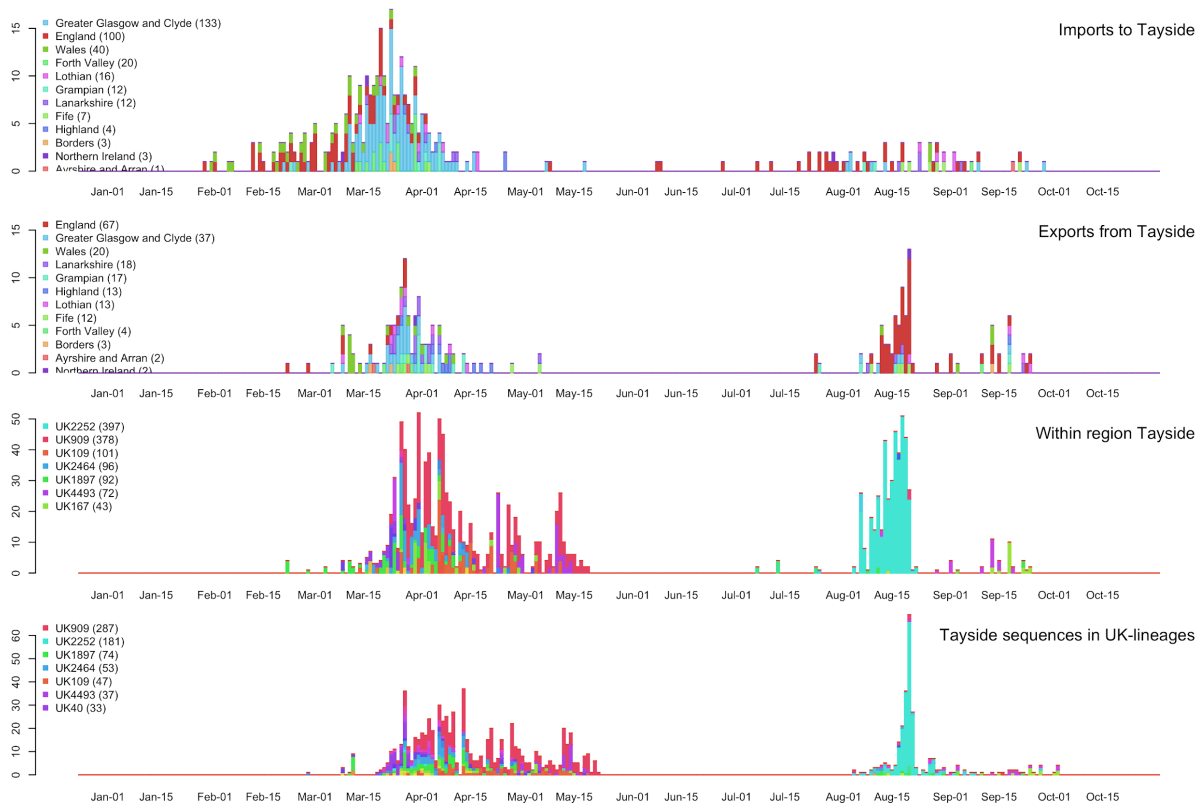 Imports to Tayside
15
10
5
0
Greater Glasgow and Clyde (133)
England (100)
Wales (40)
Forth Valley (20)
Lothian (16)
Grampian (12)
Lanarkshire (12)
Fife (7)
Highland (4)
Borders (3)
Northern Ireland (3)
Ayrshire and Arran (1)
Jan-01 Jan-15 Feb-01 Feb-15 Mar-01 Mar-15 Apr-01 Apr-15 May-01 May-15 Jun-01 Jun-15 Jul-01 Jul-15 Aug-01 Aug-15 Sep-01 Sep-15 Oct-01 Oct-15
Exports from Tayside
15
10
5
0
England (67)
Greater Glasgow and Clyde (37)
Wales (20)
Lanarkshire (18)
Grampian (17)
Highland (13)
Lothian (13)
Fife (12)
Forth Valley (4)
Borders (3)
Ayrshire and Arran (2)
Northern Ireland (2)
Jan-01 Jan-15 Feb-01 Feb-15 Mar-01 Mar-15 Apr-01 Apr-15 May-01 May-15 Jun-01 Jun-15 Jul-01 Jul-15 Aug-01 Aug-15 Sep-01 Sep-15 Oct-01 Oct-15
Within region Tayside
50
40
30
20
10
0
UK2252 (397)
UK909 (378)
UK109 (101)
UK2464 (96)
UK1897 (92)
UK4493 (72)
UK167 (43)
Jan-01 Jan-15 Feb-01 Feb-15 Mar-01 Mar-15 Apr-01 Apr-15 May-01 May-15 Jun-01 Jun-15 Jul-01 Jul-15 Aug-01 Aug-15 Sep-01 Sep-15 Oct-01 Oct-15
Tayside sequences in UK-lineages
60
50
40
30
20
10
0
UK909 (287)
UK2252 (181)
UK1897 (74)
UK2464 (53)
UK109 (47)
UK4493 (37)
UK40 (33)
Jan-01 Jan-15 Feb-01 Feb-15 Mar-01 Mar-15 Apr-01 Apr-15 May-01 May-15 Jun-01 Jun-15 Jul-01 Jul-15 Aug-01 Aug-15 Sep-01 Sep-15 Oct-01 Oct-15